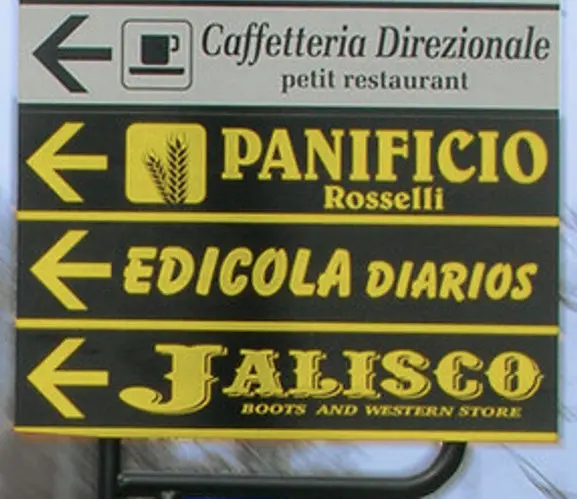 Caffetteria Direzionale
petit restaurant
PANIFICIO
Rosselli
EDICOLA DIARIOS
JALISCO
BOOTS AND WESTERN STORE